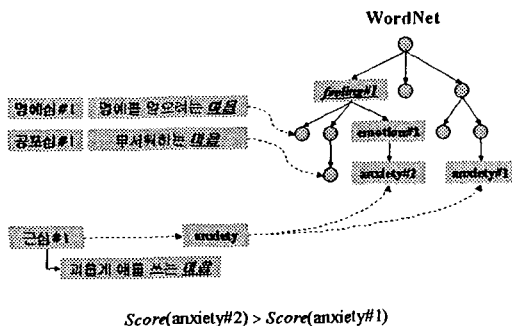 WordNet
feeling#1
명예심#1 명예를 얻으려는 마음
공포심#1 무서워하는 마음
emotion#1
anxiety#2 anxiety#1
근심#1 anxiety
괴롭게 애를 쓰는 마음
Score(anxiety#2) > Score(anxiety#1)